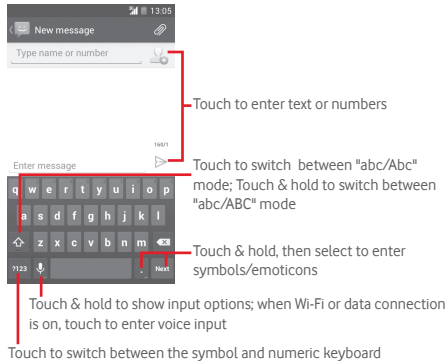 13:05
New message
Type name or number
Touch to enter text or numbers
160/1
Enter message
Touch to switch  between "abc/Abc"
mode; Touch & hold to switch between
"abc/ABC" mode
q w e r t y u i o p
a s d f g h j k l
z x c v b n m
Touch & hold, then select to enter
symbols/emoticons
?123 . Next
Touch & hold to show input options; when Wi-Fi or data connection
is on, touch to enter voice input
Touch to switch between the symbol and numeric keyboard